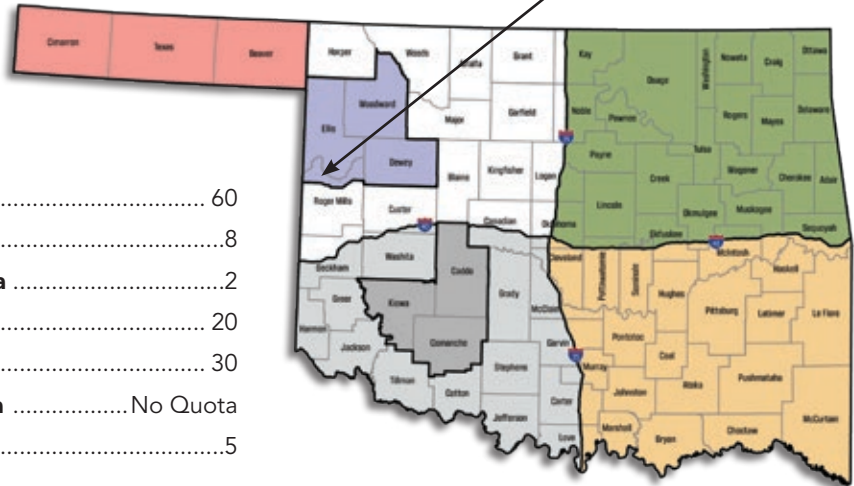 Cimarron Texas Beaver Harper Woods Alfalfa Grant Kay Osage Washington Nowata Craig Ottawa
Ellis Woodward Major Garfield Noble Pawnee Rogers Mayes Delaware
Dewey Blaine Kingfisher Logan Payne Creek Tulsa Wagoner Cherokee Adair
Roger Mills Custer Canadian Oklahoma Lincoln Okfuskee Okmulgee Muskogee Sequoyah
Beckham Washita Caddo Grady Cleveland Pottawatomie Seminole Hughes McIntosh Haskell
Greer Kiowa McClain Pittsburg Latimer Le Flore
Harmon Jackson Comanche Garvin Pontotoc Coal
Tillman Cotton Stephens Murray Johnston Atoka Pushmataha McCurtain
Jefferson Carter Love Marshall Bryan Choctaw
60
8
a 2
20
30
a No Quota
5